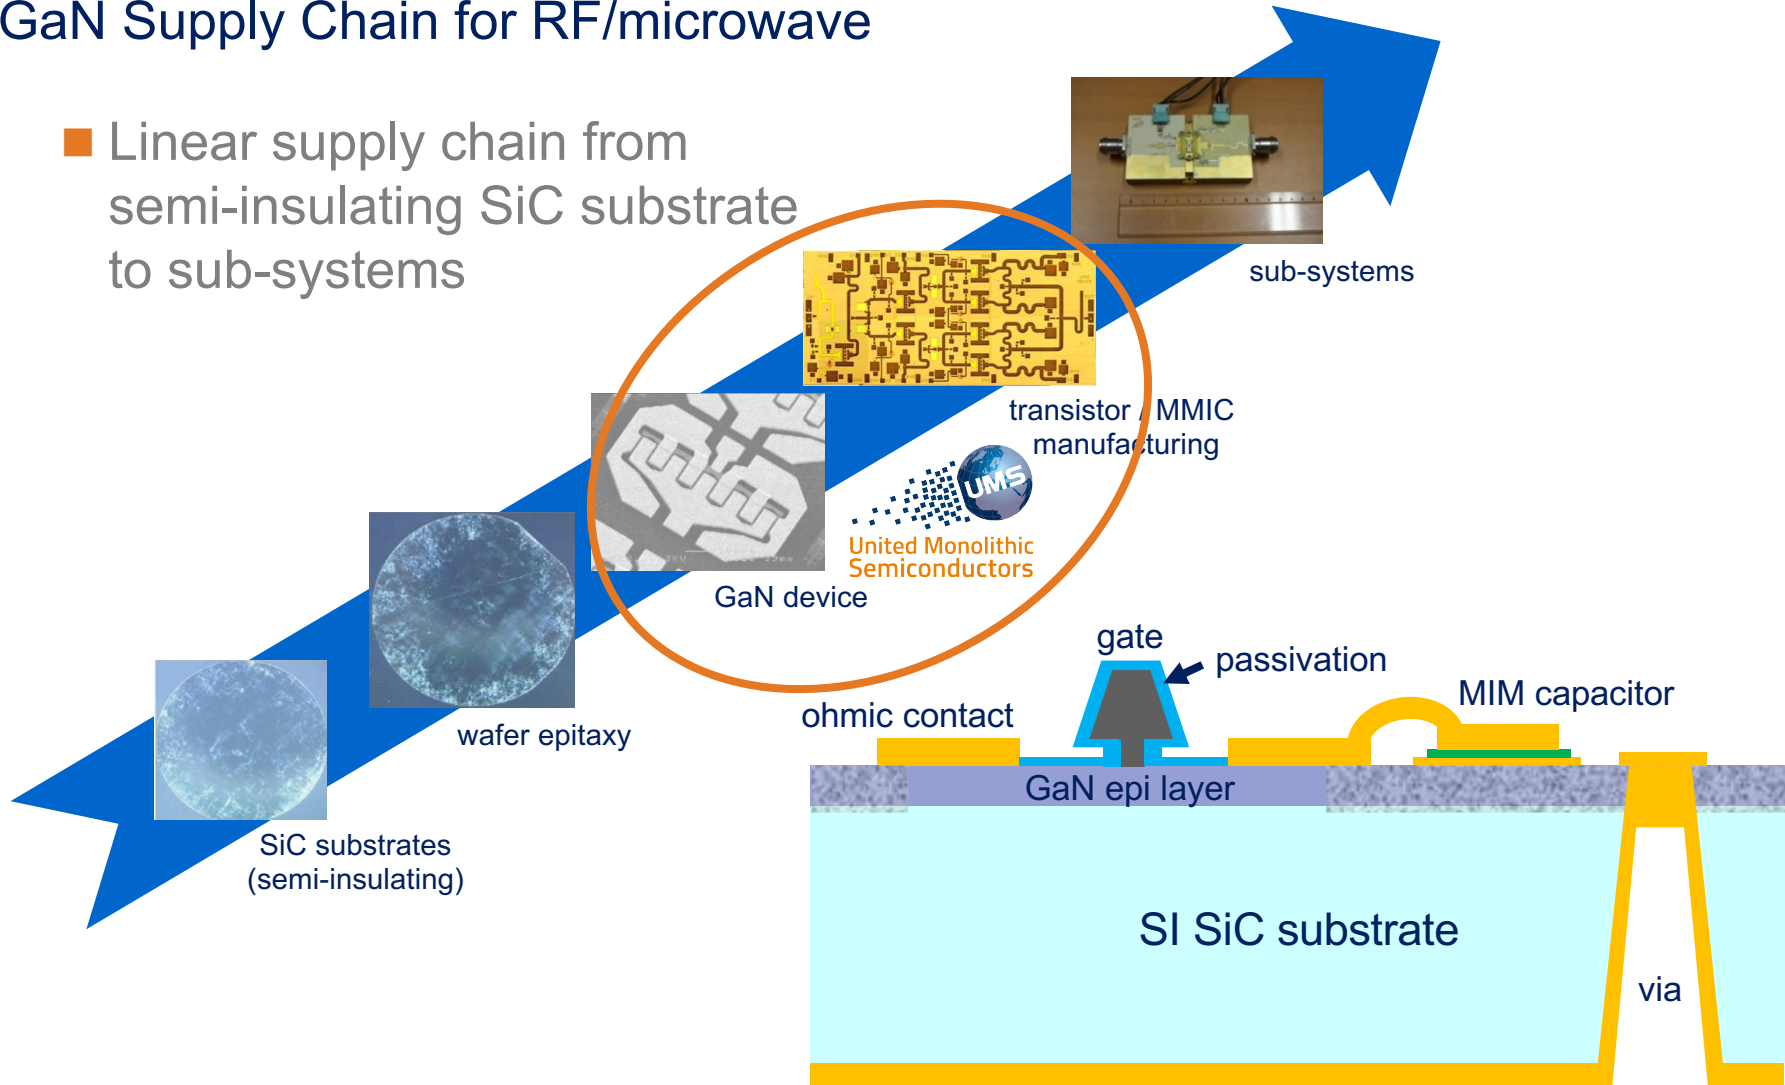 GaN Supply Chain for RF/microwave
Linear supply chain from
semi-insulating SiC substrate
to sub-systems
sub-systems
transistor / MMIC
manufacturing
UMS
United Monolithic
Semiconductors
GaN device
wafer epitaxy
SiC substrates
(semi-insulating)
gate
passivation
ohmic contact
MIM capacitor
GaN epi layer
SI SiC substrate
via